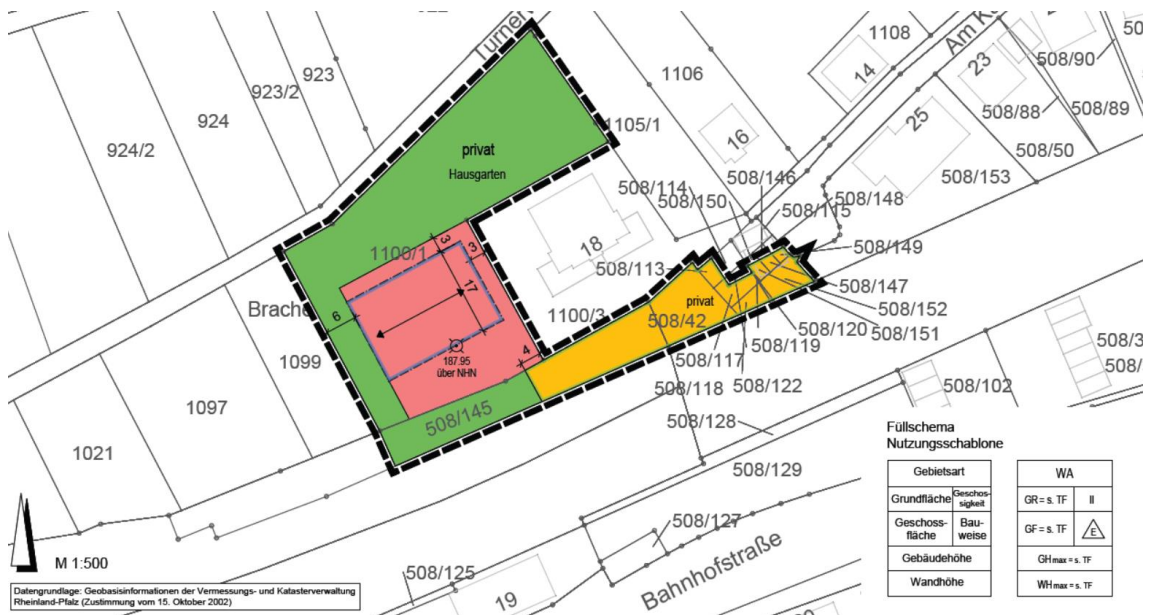 922
Turner
923
923/2
924
924/2
1108
14
1106
16
1105/1
Am K
23
25
508/90
508/88
508/89
508/50
508/153
privat
Hausgarten
508/114
508/150
508/146
508/115
508/148
508/149
508/147
508/152
508/151
508/120
508/119
508/122
508/117
508/118
508/113
508/42
privat
18
1100/1
3
3
17
6
4
187.95
über NHN
1100/3
Brache
1099
1097
1021
508/145
508/102
508/128
508/129
508/127
508/125
19
Bahnhofstraße
M 1:500
Datengrundlage: Geobasisinformationen der Vermessungs- und Katasterverwaltung
Rheinland-Pfalz (Zustimmung vom 15. Oktober 2002)
Füllschema
Nutzungsschablone
Gebietsart
Grundfläche
Geschos-
sigkeit
Geschoss-
fläche
Bau-
weise
Gebäudehöhe
Wandhöhe
WA
GR = s. TF
II
GF = s. TF
E
GH max = s. TF
WH max = s. TF